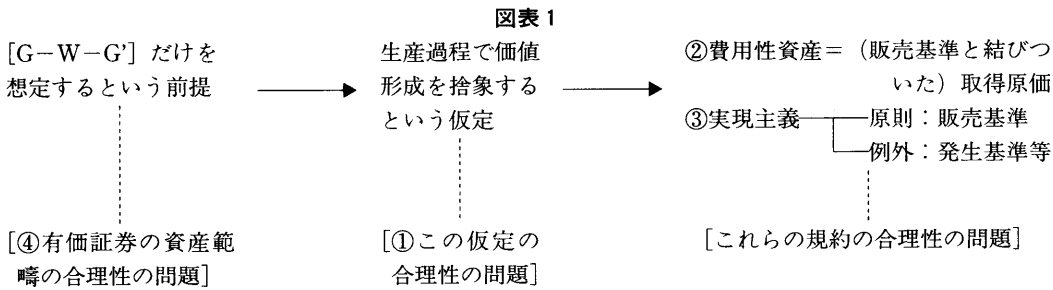 図表1
[G－W－G'] だけを
想定するという前提
生産過程で価値
形成を捨象する
という仮定
②費用性資産＝（販売基準と結びつ
いた）取得原価
③実現主義
原則：販売基準
例外：発生基準等
[④有価証券の資産範
疇の合理性の問題]
[①この仮定の
合理性の問題]
[これらの規約の合理性の問題]